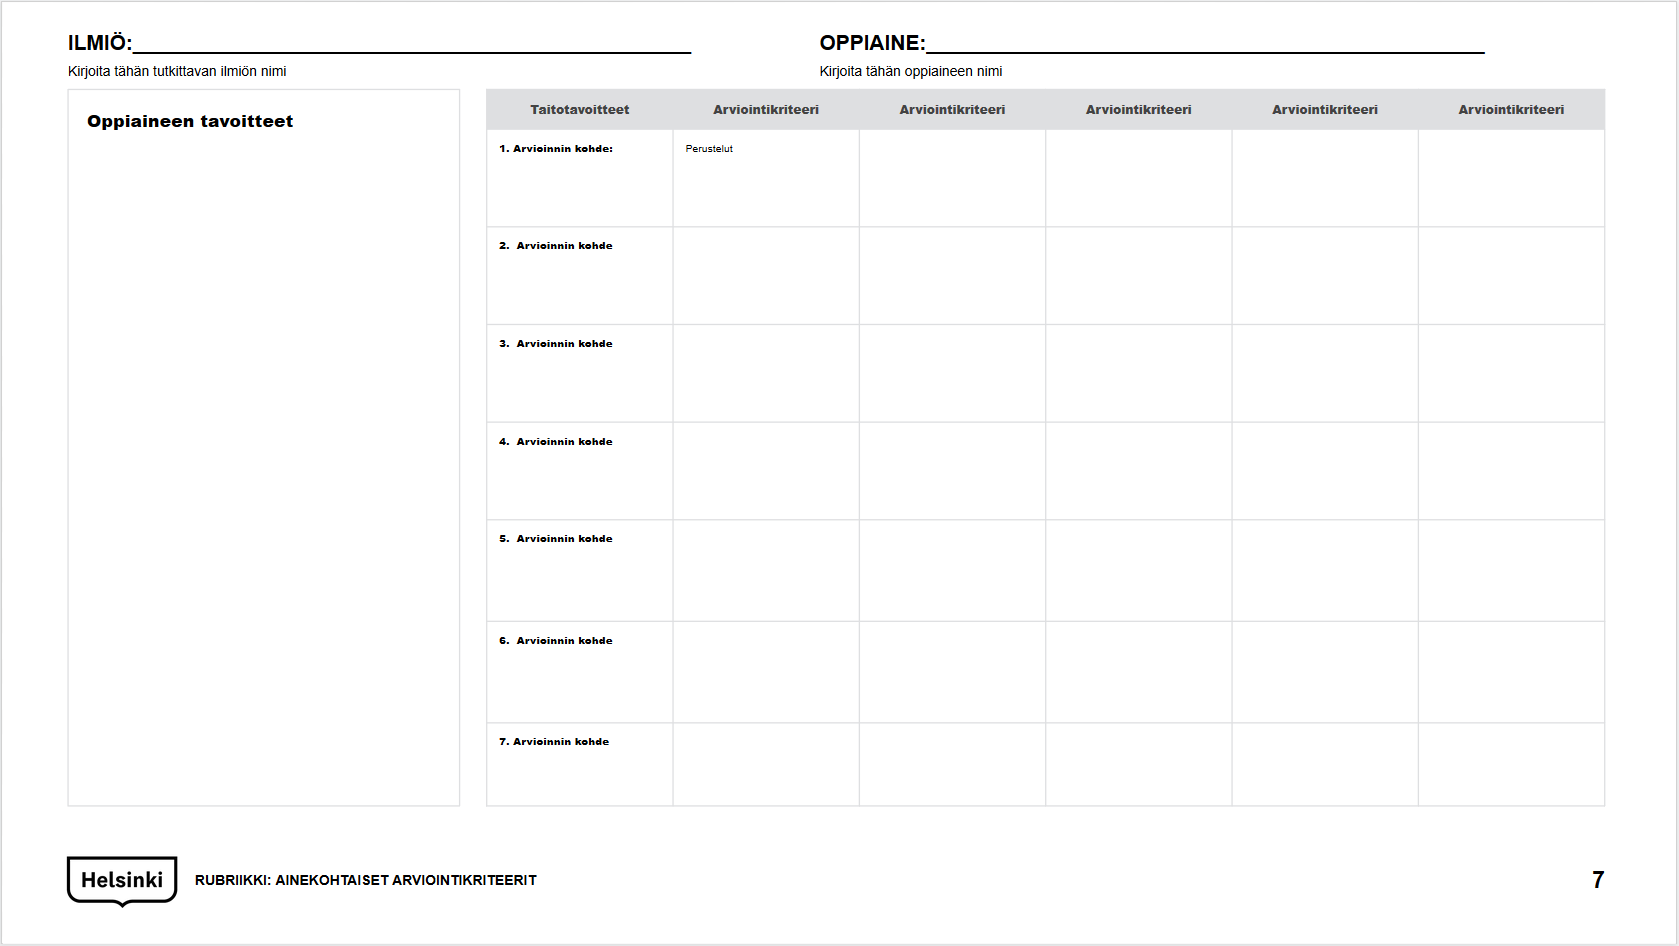 ILMIÖ:
OPPIAINE:
Kirjoita tähän tutkittavan ilmiön nimi
Kirjoita tähän oppiaineen nimi
Oppiaineen tavoitteet
Taitotavoitteet Arviointikriteeri Arviointikriteeri Arviointikriteeri Arviointikriteeri Arviointikriteeri
1. Arvioinnin kohde: Perustelut
2. Arvioinnin kohde
3. Arvioinnin kohde
4. Arvioinnin kohde
5. Arvioinnin kohde
6. Arvioinnin kohde
7. Arvioinnin kohde
Helsinki
RUBRIIKKI: AINEKOHTAISET ARVIOINTIKRITEERIT
7